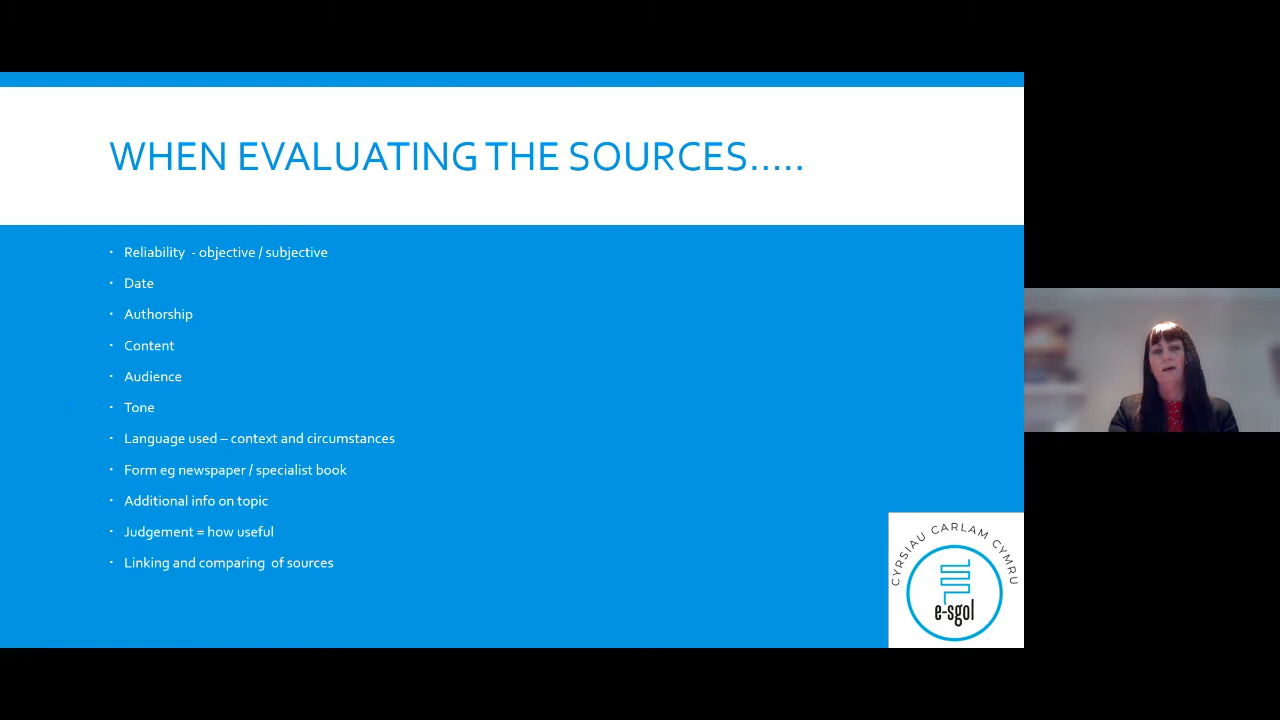 WHEN EVALUATING THE SOURCES.....
Reliability - objective / subjective
Date
Authorship
Content
Audience
Tone
Language used – context and circumstances
Form eg newspaper / specialist book
Additional info on topic
Judgement = how useful
Linking and comparing of sources
CYRSIAU CARLAM CYMRU
e-sgol